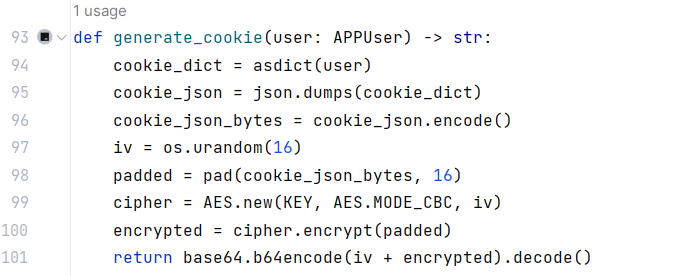 1 usage
93 def generate_cookie(user: APPUser) -> str:
94 cookie_dict = asdict(user)
95 cookie_json = json.dumps(cookie_dict)
96 cookie_json_bytes = cookie_json.encode()
97 iv = os.urandom(16)
98 padded = pad(cookie_json_bytes, 16)
99 cipher = AES.new(KEY, AES.MODE_CBC, iv)
100 encrypted = cipher.encrypt(padded)
101 return base64.b64encode(iv + encrypted).decode()